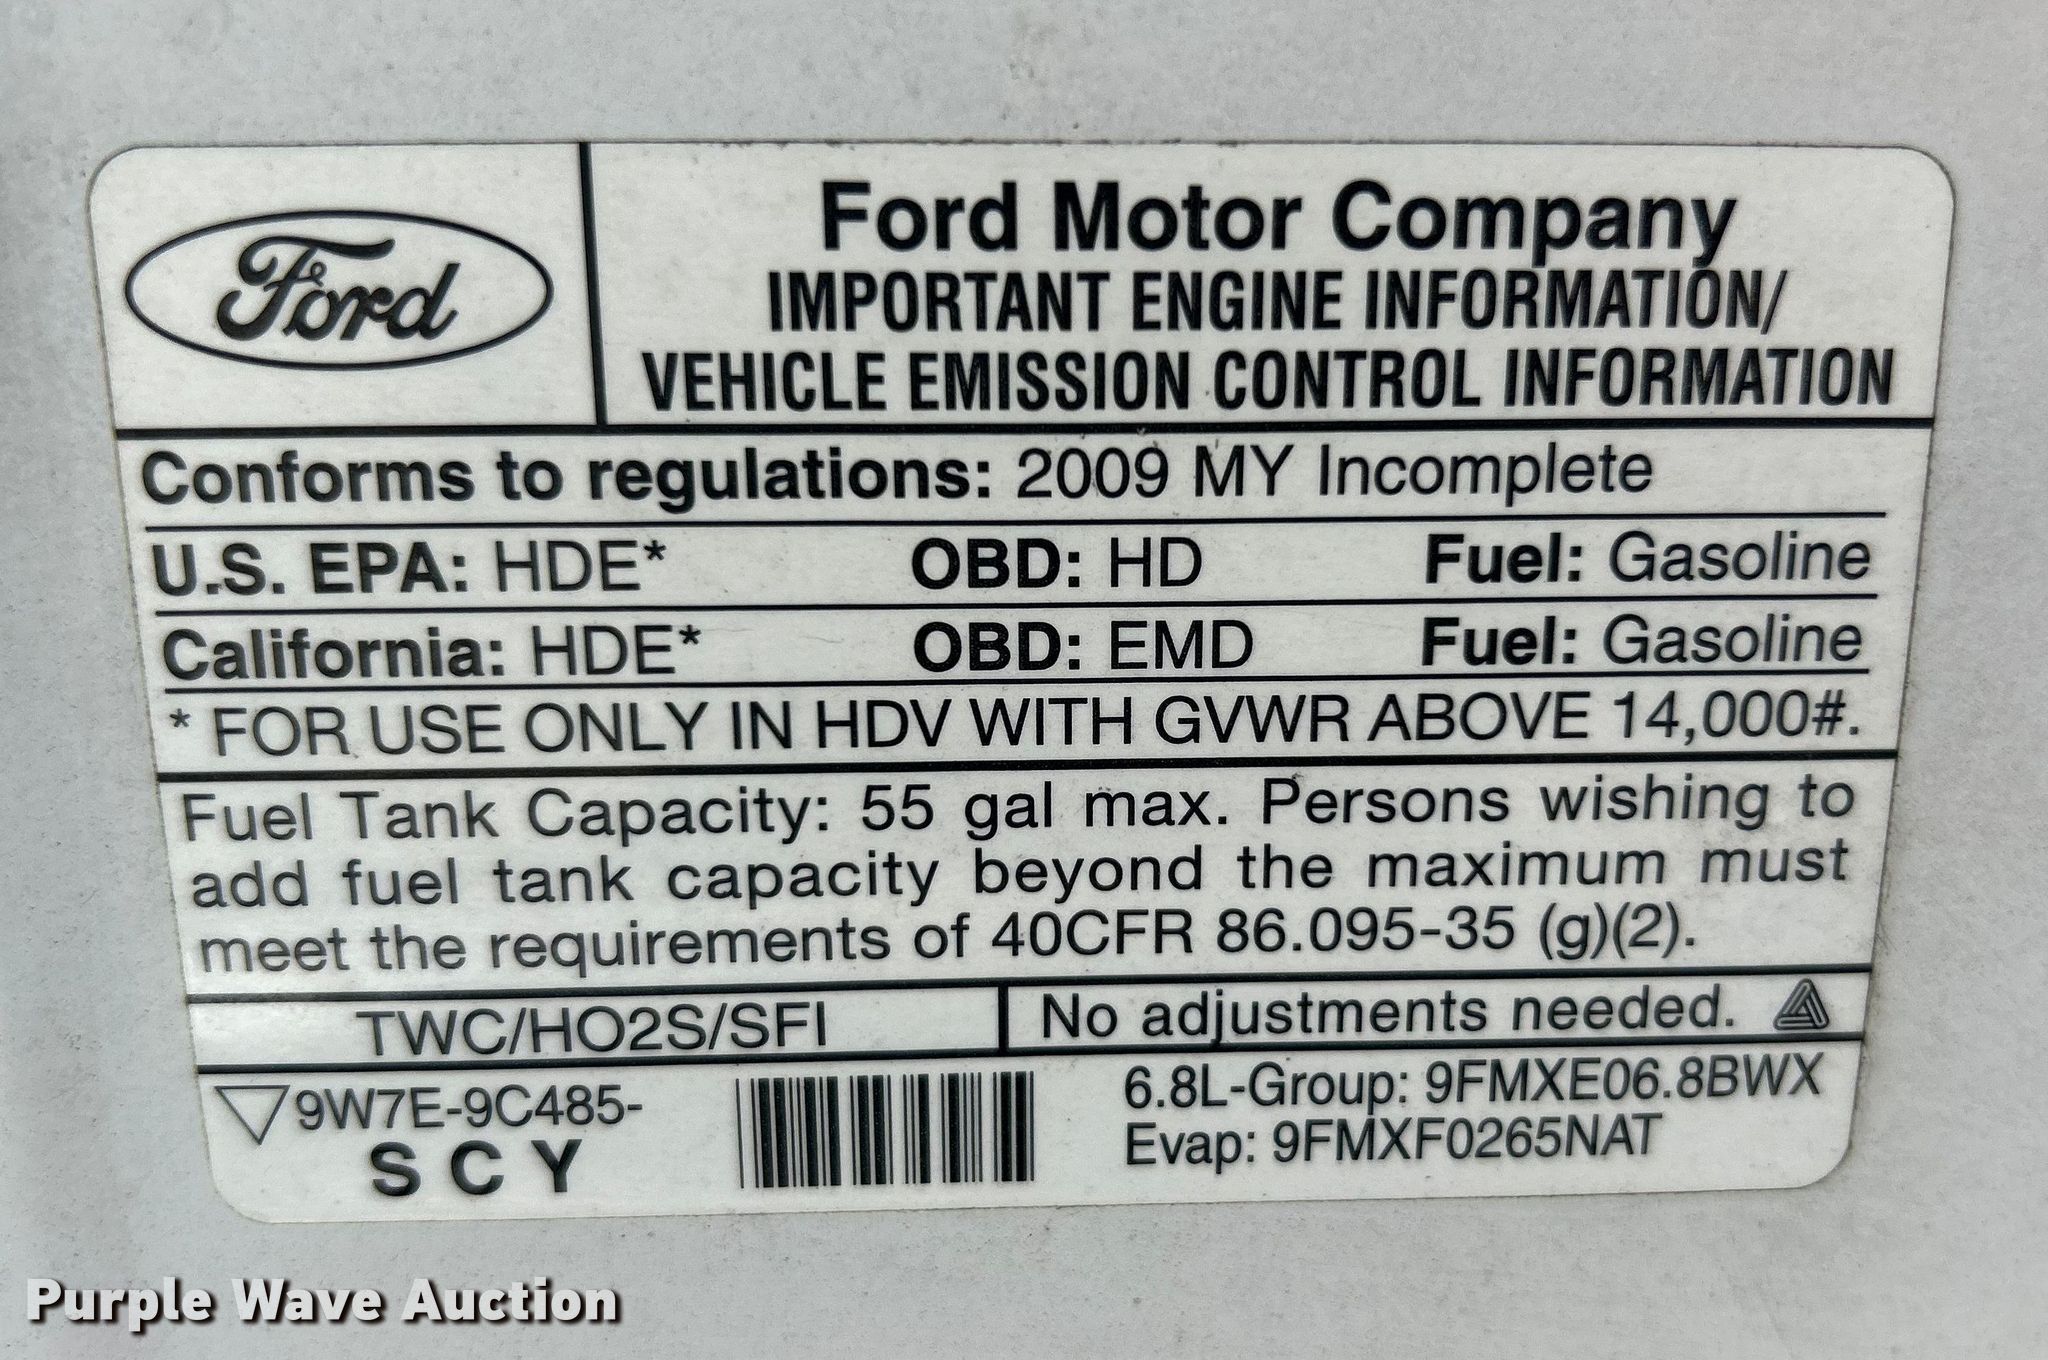 Ford
Ford Motor Company
IMPORTANT ENGINE INFORMATION/
VEHICLE EMISSION CONTROL INFORMATION
Conforms to regulations: 2009 MY Incomplete
U.S. EPA: HDE* OBD: HD Fuel: Gasoline
California: HDE* OBD: EMD Fuel: Gasoline
* FOR USE ONLY IN HDV WITH GVWR ABOVE 14,000#.
Fuel Tank Capacity: 55 gal max. Persons wishing to
add fuel tank capacity beyond the maximum must
meet the requirements of 40CFR 86.095-35 (g)(2).
TWC/HO2S/SFI No adjustments needed.
9W7E-9C485-
SCY
6.8L-Group: 9FMXE06.8BWX
Evap: 9FMXF0265NAT
Purple Wave Auction